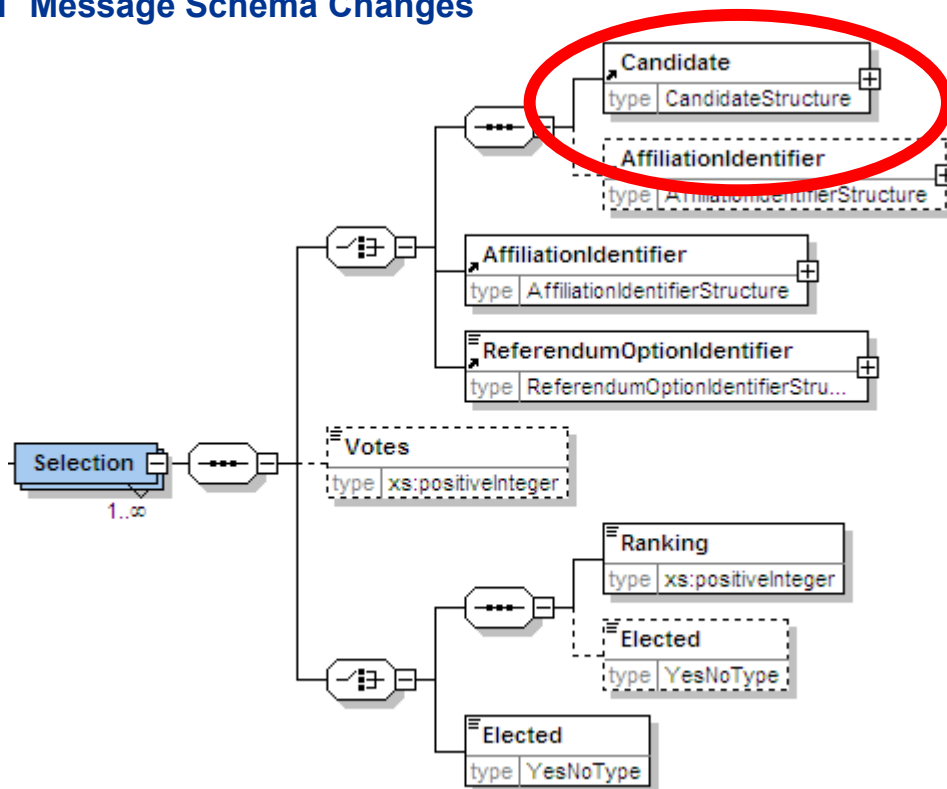 Message Schema Changes
Candidate
type CandidateStructure
AffiliationIdentifier
type AffiliationIdentifierStructure
AffiliationIdentifier
type AffiliationIdentifierStructure
ReferendumOptionIdentifier
type ReferendumOptionIdentifierStru...
Selection
1..∞
Votes
type xs:positiveInteger
Ranking
type xs:positiveInteger
Elected
type YesNoType
Elected
type YesNoType